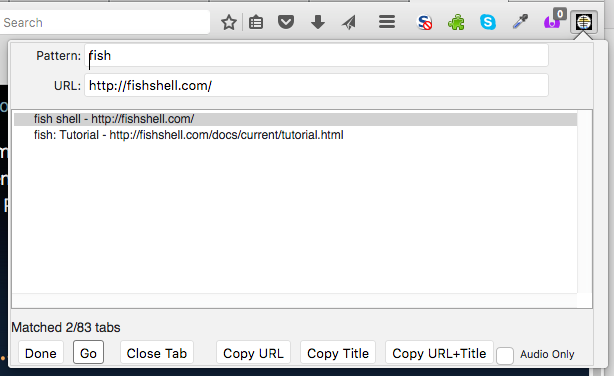 Search
0
Pattern: fish
URL: http://fishshell.com/
fish shell - http://fishshell.com/
fish: Tutorial - http://fishshell.com/docs/current/tutorial.html
Matched 2/83 tabs
Done Go Close Tab Copy URL Copy Title Copy URL+Title Audio Only